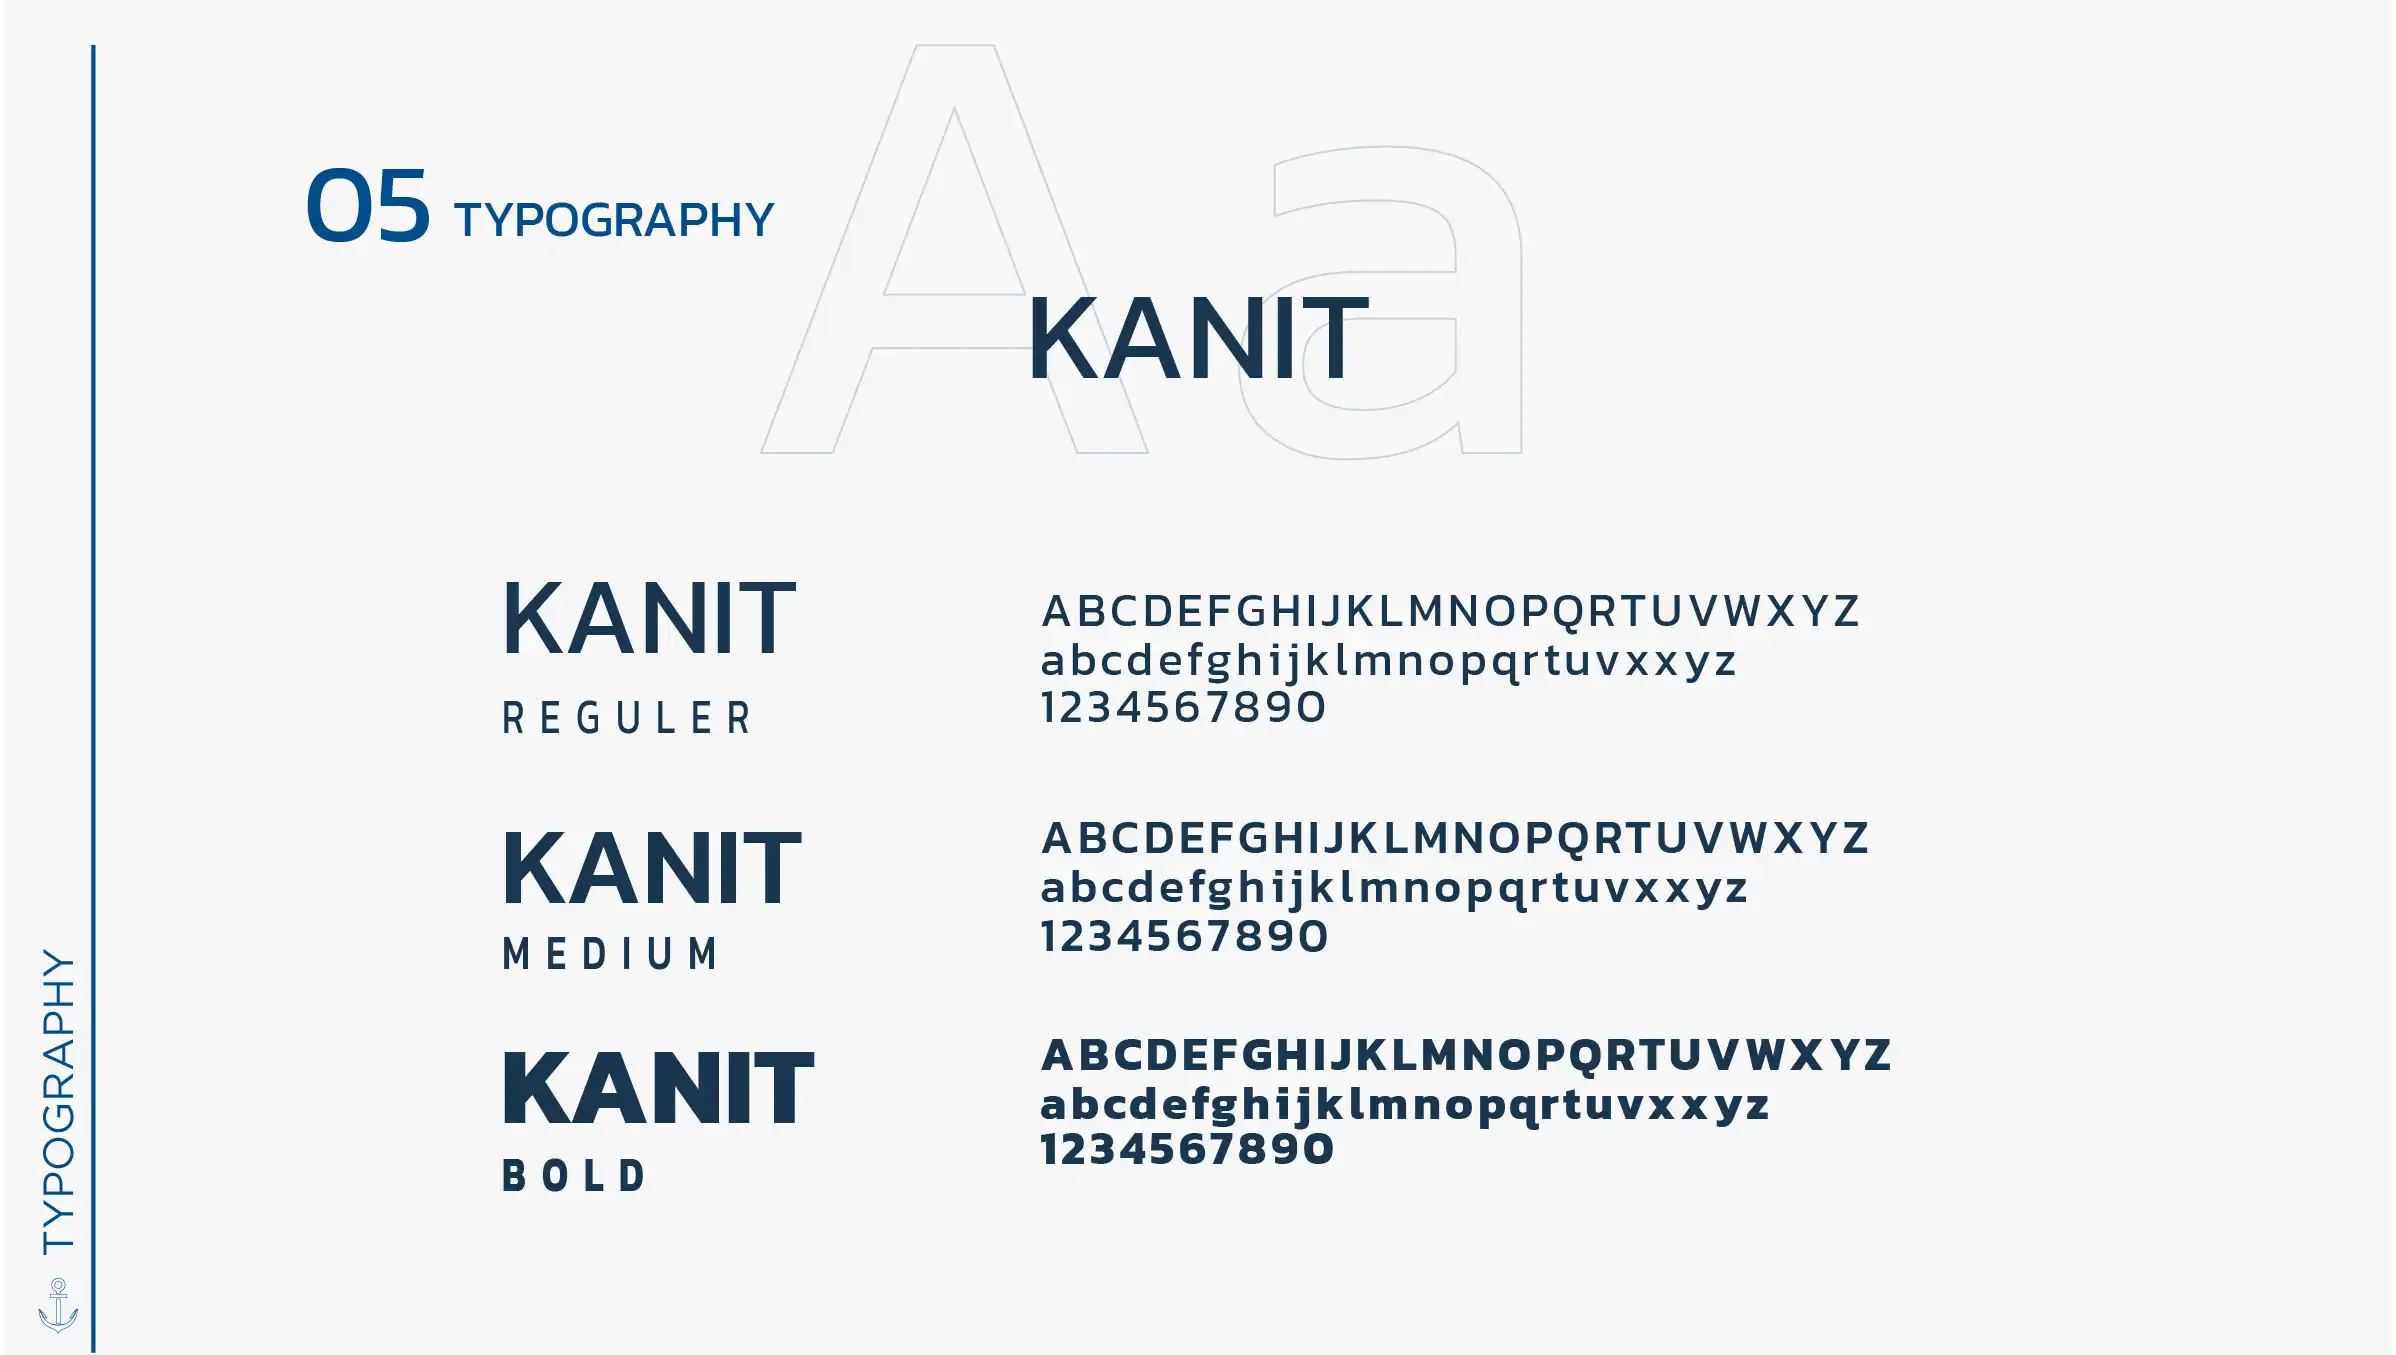 05 TYPOGRAPHY
Aa
KANIT
KANIT
REGULER
ABCDEFGHIJKLMNOPQRTUVWXYZ
abcdefghijklmnopqrtuvxxyz
1234567890
KANIT
MEDIUM
ABCDEFGHIJKLMNOPQRTUVWXYZ
abcdefghijklmnopqrtuvxxyz
1234567890
KANIT
BOLD
ABCDEFGHIJKLMNOPQRTUVWXYZ
abcdefghijklmnopqrtuvxxyz
1234567890
TYPOGRAPHY